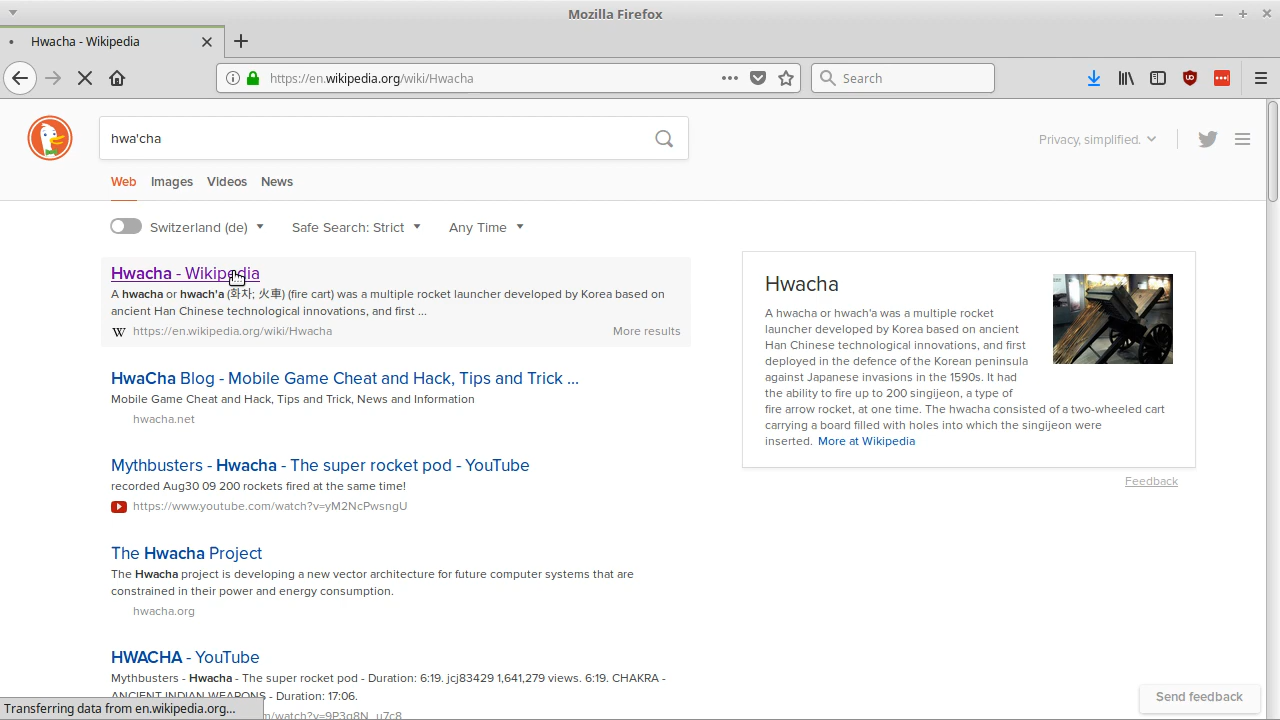 Mozilla Firefox
Hwacha - Wikipedia
https://en.wikipedia.org/wiki/Hwacha
Search
hwa'cha
Privacy, simplified.
Web Images Videos News
Switzerland (de) Safe Search: Strict Any Time
Hwacha - Wikipedia
A hwacha or hwach'a (화차; 火車) (fire cart) was a multiple rocket launcher developed by Korea based on
ancient Han Chinese technological innovations, and first ...
W https://en.wikipedia.org/wiki/Hwacha More results
HwaCha Blog - Mobile Game Cheat and Hack, Tips and Trick ...
Mobile Game Cheat and Hack, Tips and Trick, News and Information
hwacha.net
Mythbusters - Hwacha - The super rocket pod - YouTube
recorded Aug30 09 200 rockets fired at the same time!
https://www.youtube.com/watch?v=yM2NcPwsngU
The Hwacha Project
The Hwacha project is developing a new vector architecture for future computer systems that are
constrained in their power and energy consumption.
hwacha.org
HWACHA - YouTube
Mythbusters - Hwacha - The super rocket pod - Duration: 6:19. jcj83429 1,641,279 views. 6:19. CHAKRA -
ANCIENT INDIAN WEAPONS - Duration: 17:06.
Hwacha
A hwacha or hwach'a was a multiple rocket
launcher developed by Korea based on ancient
Han Chinese technological innovations, and first
deployed in the defence of the Korean peninsula
against Japanese invasions in the 1590s. It had
the ability to fire up to 200 singijeon, a type of
fire arrow rocket, at one time. The hwacha consisted of a two-wheeled cart
carrying a board filled with holes into which the singijeon were
inserted. More at Wikipedia
Feedback
Send feedback
Transferring data from en.wikipedia.org...